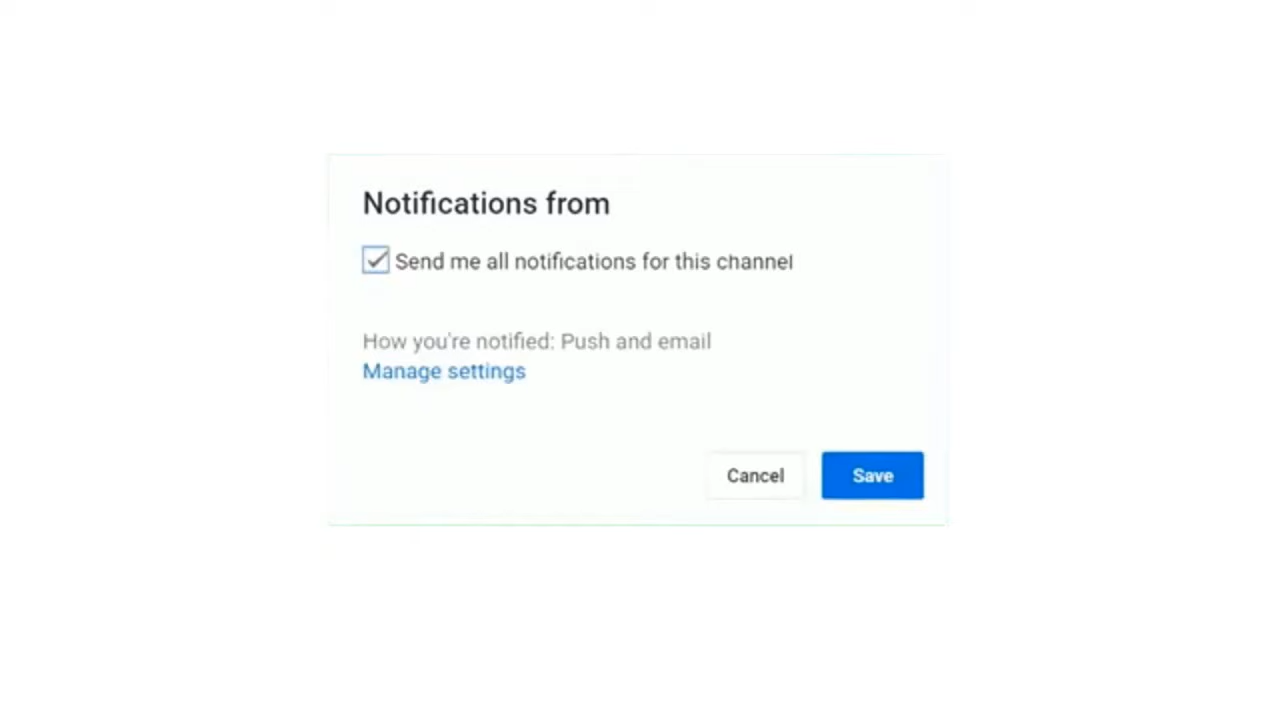 Notifications from
Send me all notifications for this channel
How you're notified: Push and email
Manage settings
Cancel
Save